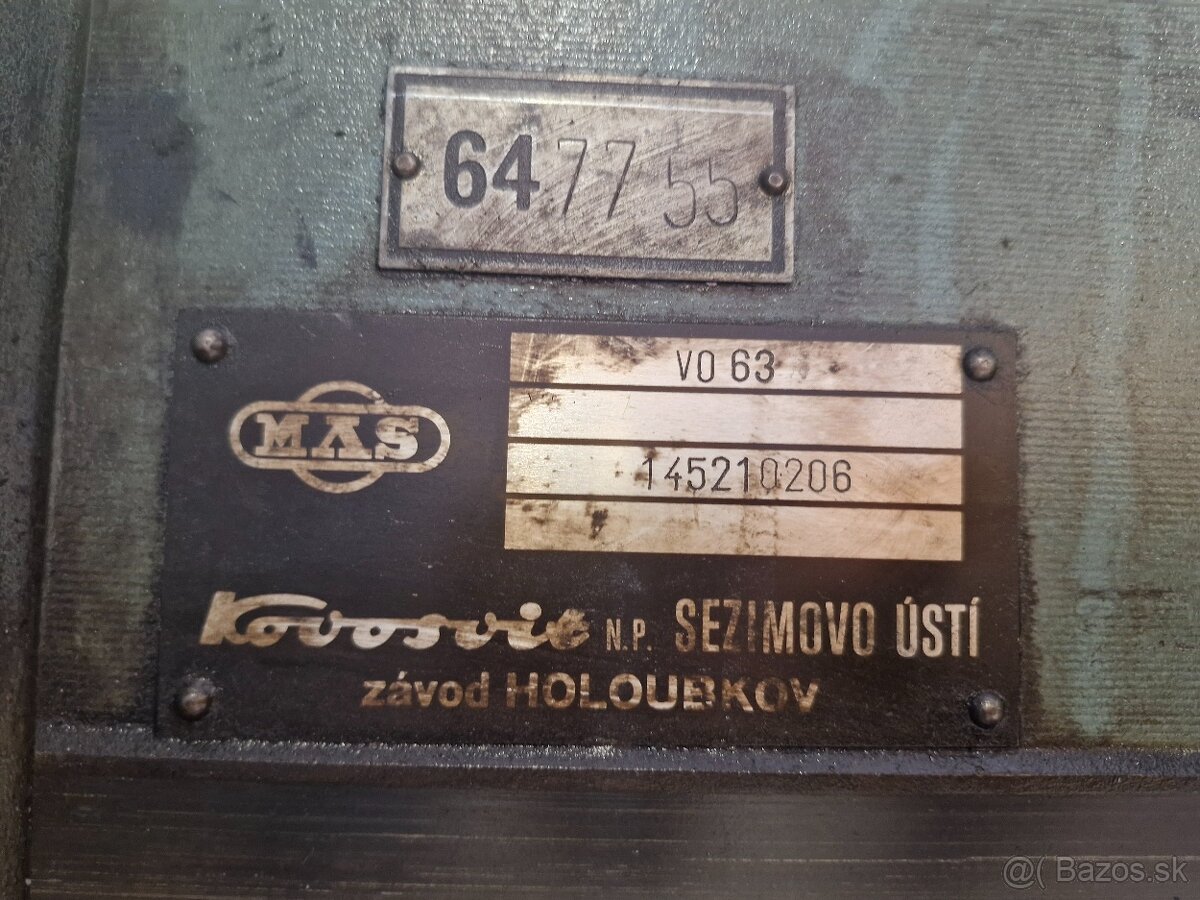 647755
MAS
VO 63
145210206
Kovosvit N.P. SEZIMOVO ÚSTÍ
závod HOLOUBKOV
@( Bazos.sk